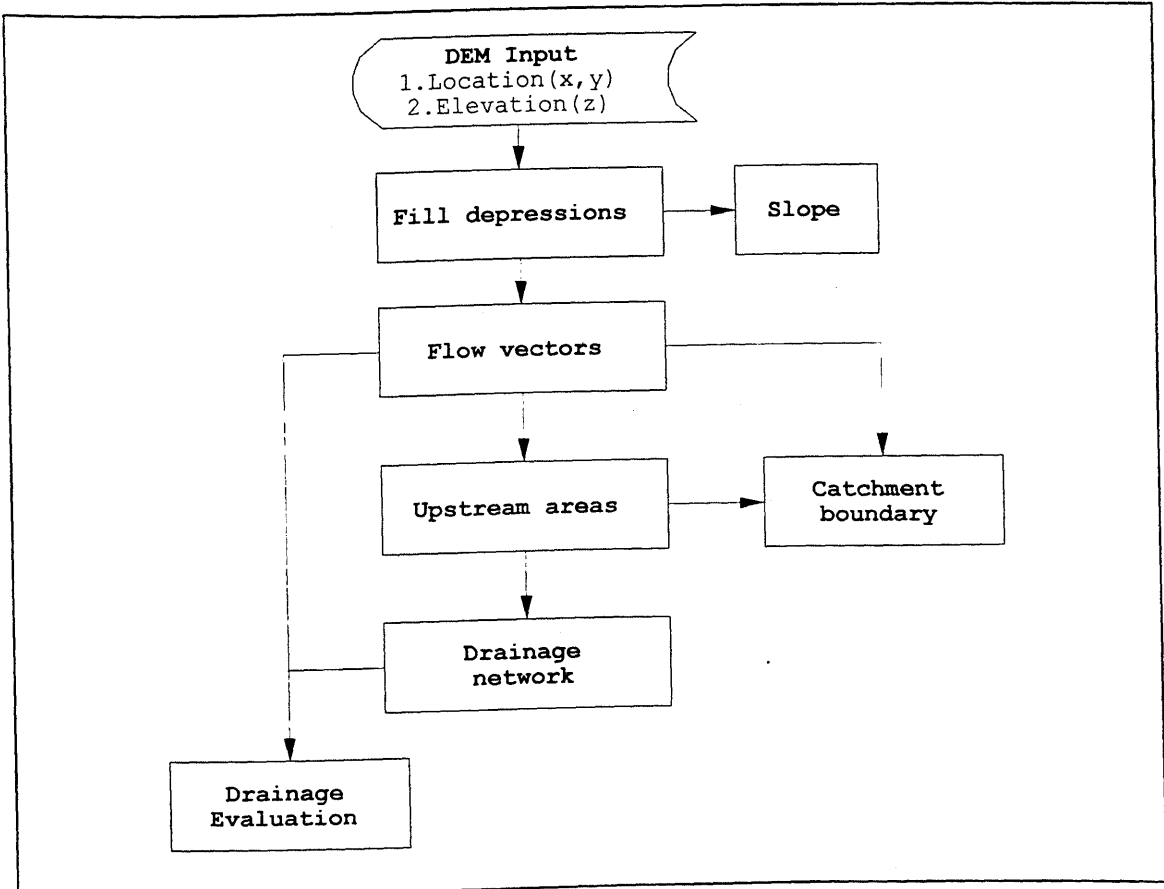 DEM Input
1.Location(x,y)
2.Elevation(z)
Fill depressions
Slope
Flow vectors
Upstream areas
Catchment
boundary
Drainage
network
Drainage
Evaluation